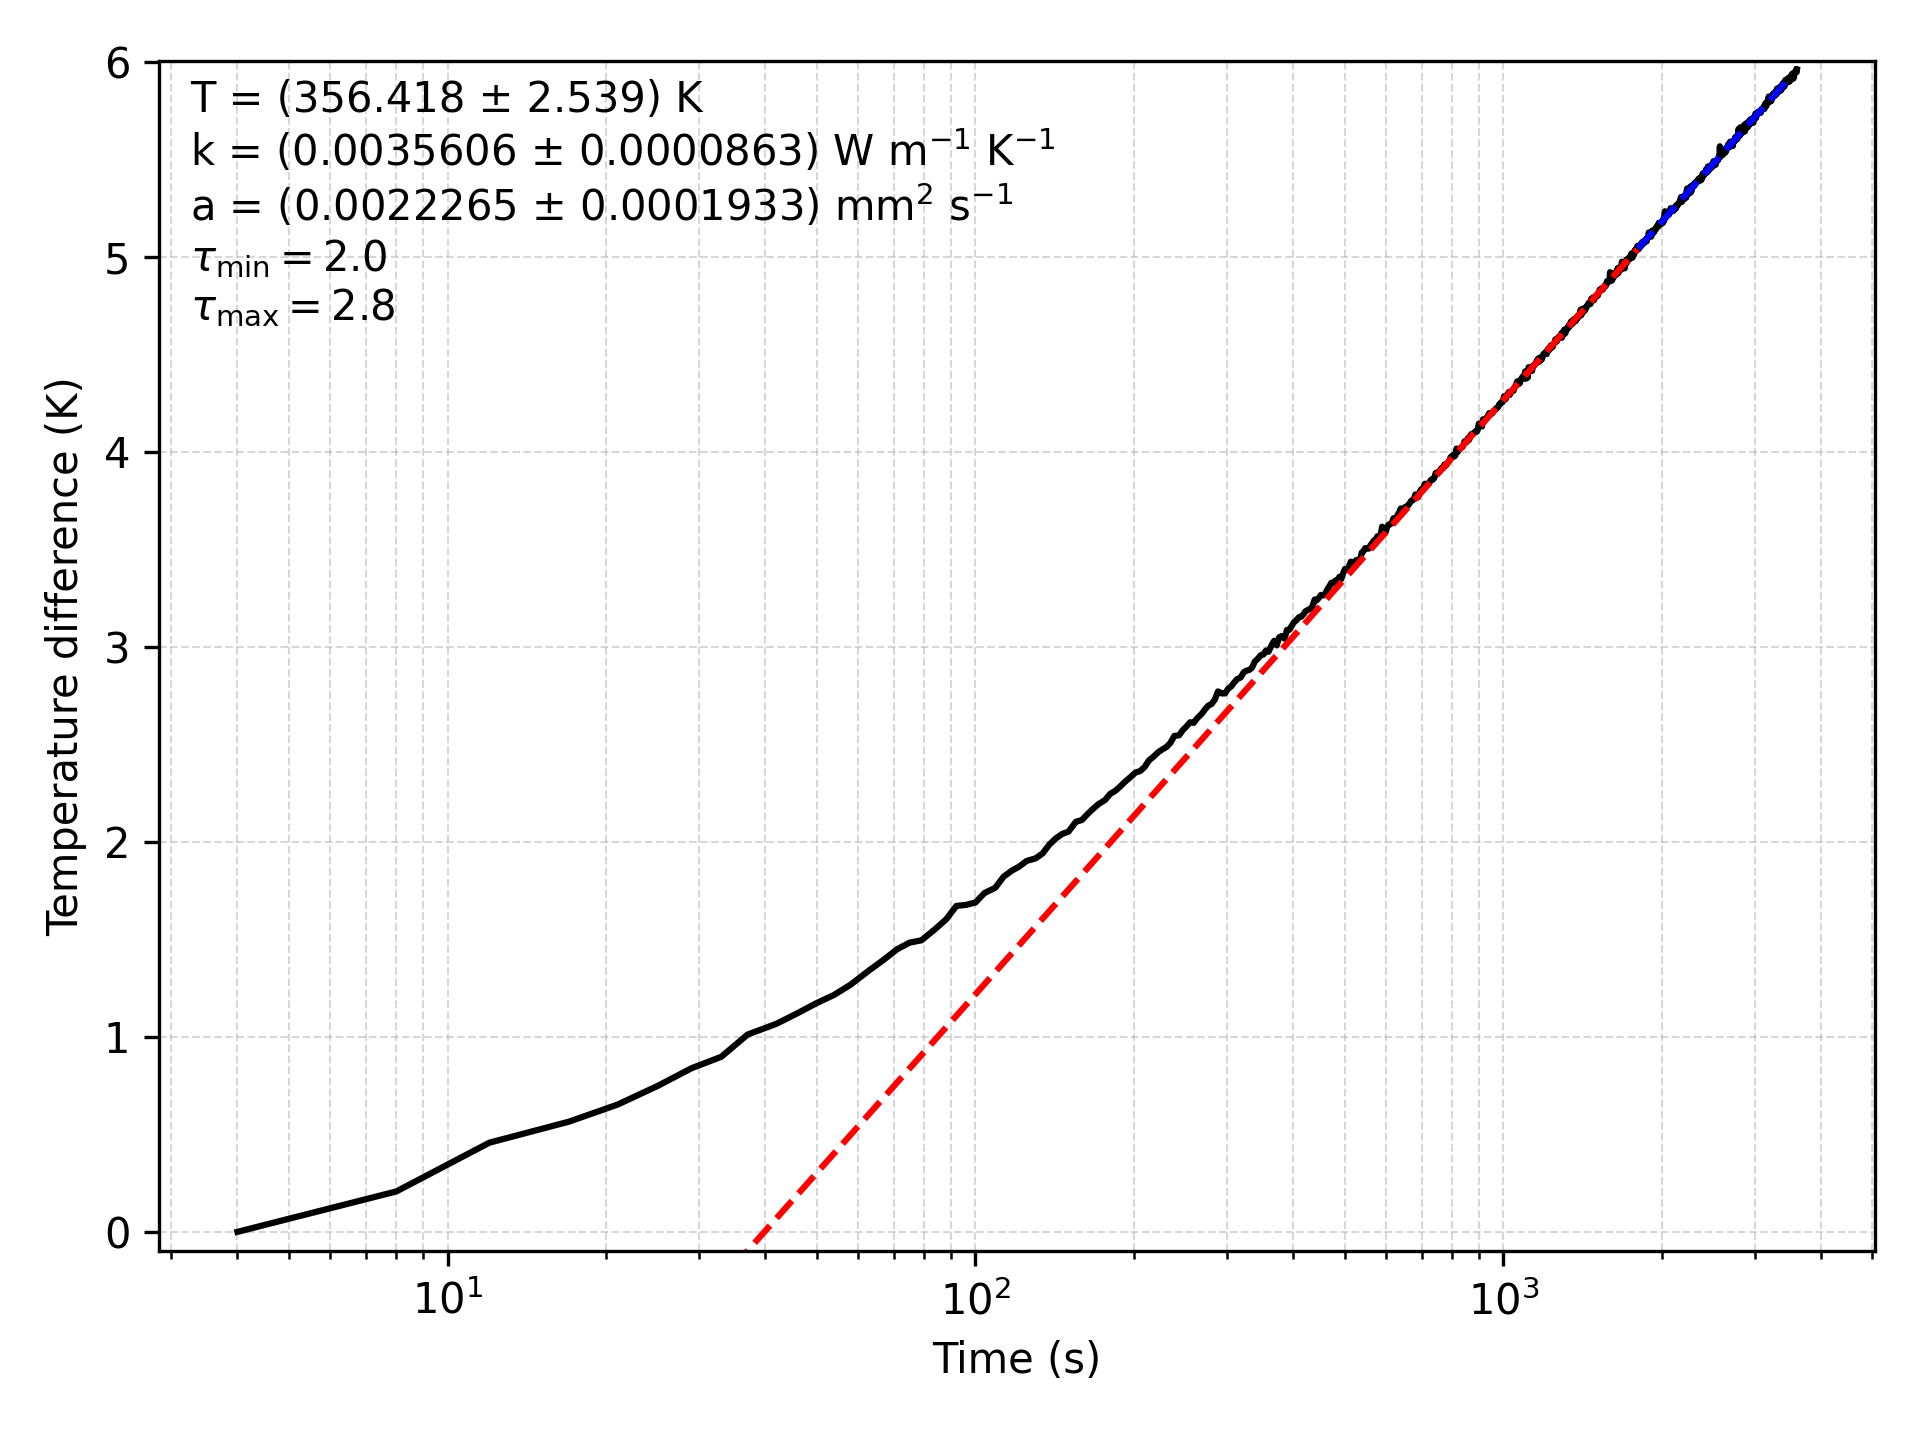 T = (356.418 ± 2.539) K
k = (0.0035606 ± 0.0000863) W m⁻¹ K⁻¹
a = (0.0022265 ± 0.0001933) mm² s⁻¹
τmin = 2.0
τmax = 2.8
6
5
4
3
2
1
0
Temperature difference (K)
10¹ 10² 10³
Time (s)